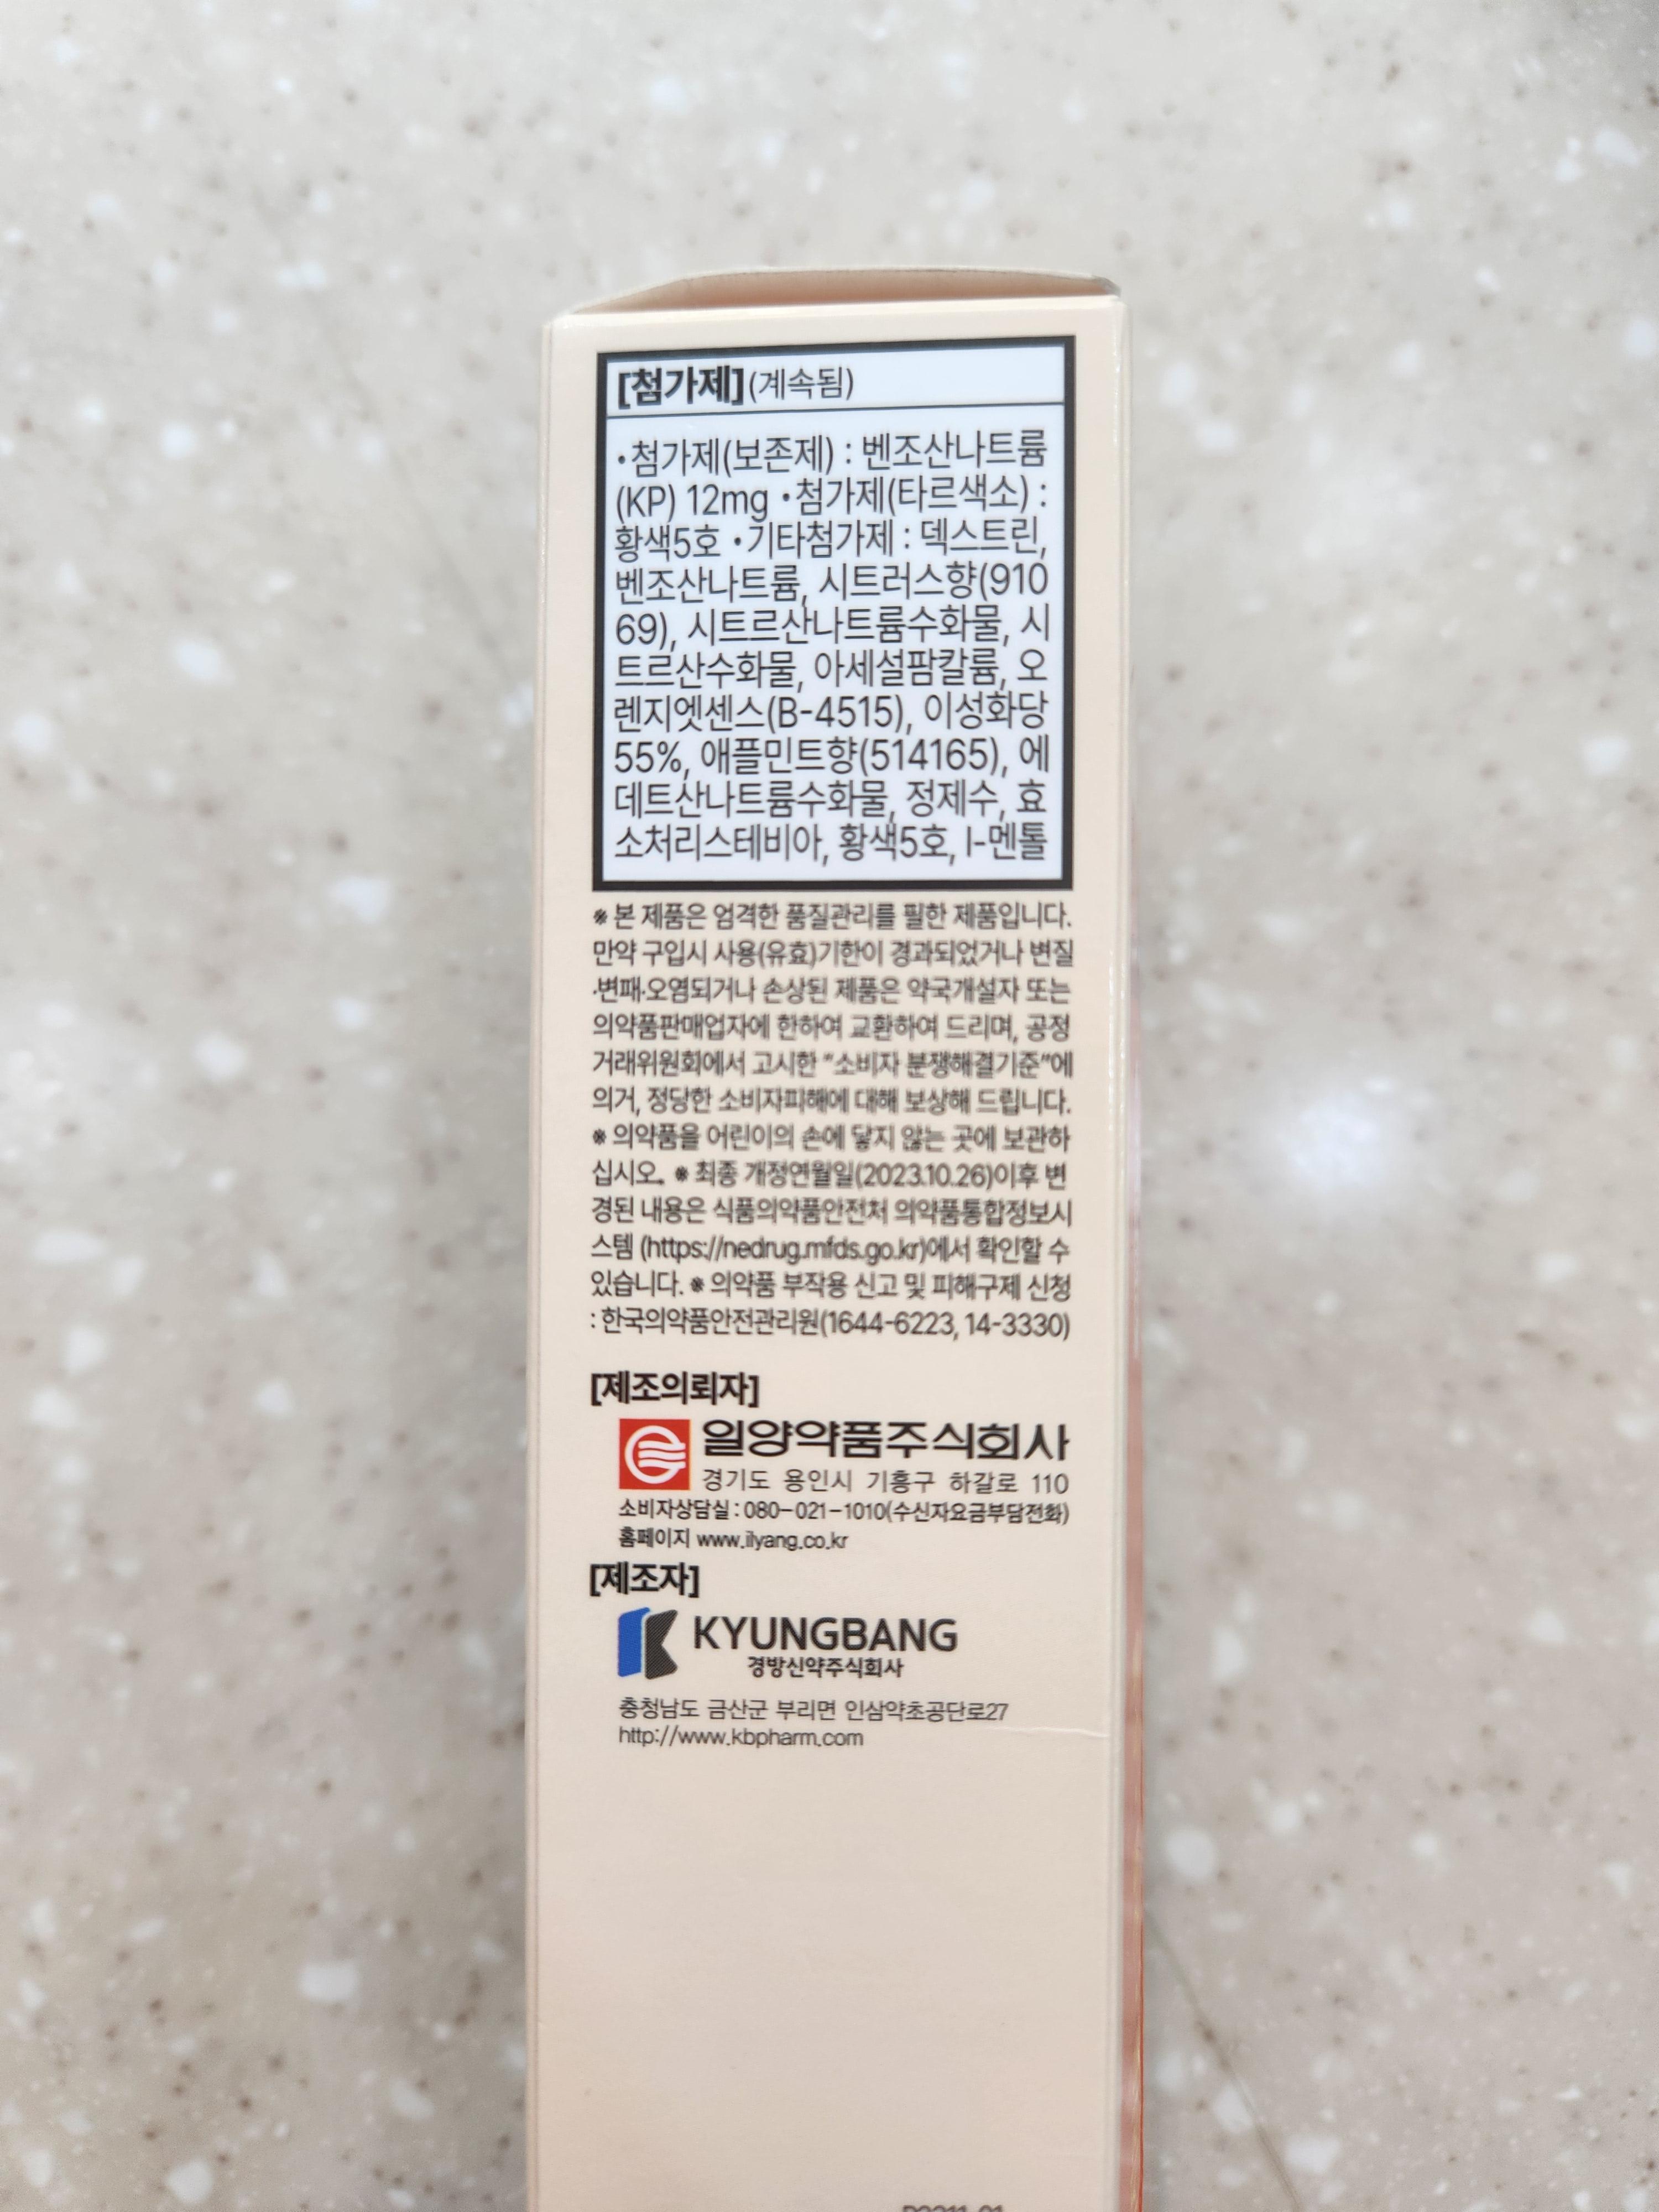 [첨가제](계속됨)
•첨가제(보존제) : 벤조산나트륨
(KP) 12mg •첨가제(타르색소) :
황색5호 •기타첨가제 : 덱스트린,
벤조산나트륨, 시트러스향(910
69), 시트르산나트륨수화물, 시
트르산수화물, 아세설팜칼륨, 오
렌지엣센스(B-4515), 이성화당
55%, 애플민트향(514165), 에
데트산나트륨수화물, 정제수, 효
소처리스테비아, 황색5호, l-멘톨
※ 본 제품은 엄격한 품질관리를 필한 제품입니다.
만약 구입시 사용(유효)기한이 경과되었거나 변질
·변패·오염되거나 손상된 제품은 약국개설자 또는
의약품판매업자에 한하여 교환하여 드리며, 공정
거래위원회에서 고시한 "소비자 분쟁해결기준"에
의거, 정당한 소비자피해에 대해 보상해 드립니다.
※ 의약품을 어린이의 손에 닿지 않는 곳에 보관하
십시오. ※ 최종 개정연월일(2023.10.26)이후 변
경된 내용은 식품의약품안전처 의약품통합정보시
스템 (https://nedrug.mfds.go.kr)에서 확인할 수
있습니다. ※ 의약품 부작용 신고 및 피해구제 신청
: 한국의약품안전관리원(1644-6223, 14-3330)
[제조의뢰자]
일양약품주식회사
경기도 용인시 기흥구 하갈로 110
소비자상담실 : 080-021-1010(수신자요금부담전화)
홈페이지 www.ilyang.co.kr
[제조자]
KYUNGBANG
경방신약주식회사
충청남도 금산군 부리면 인삼약초공단로27
http://www.kbpharm.com